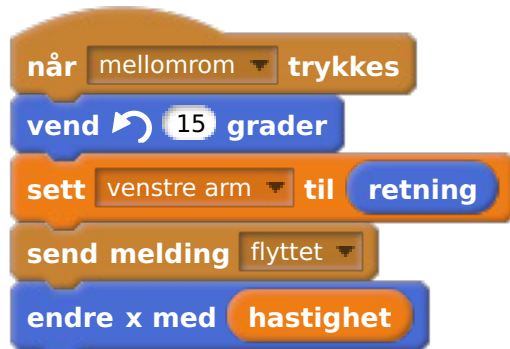 når mellomrom trykkes
vend 15 grader
sett venstre arm til retning
send melding flyttet
endre x med hastighet